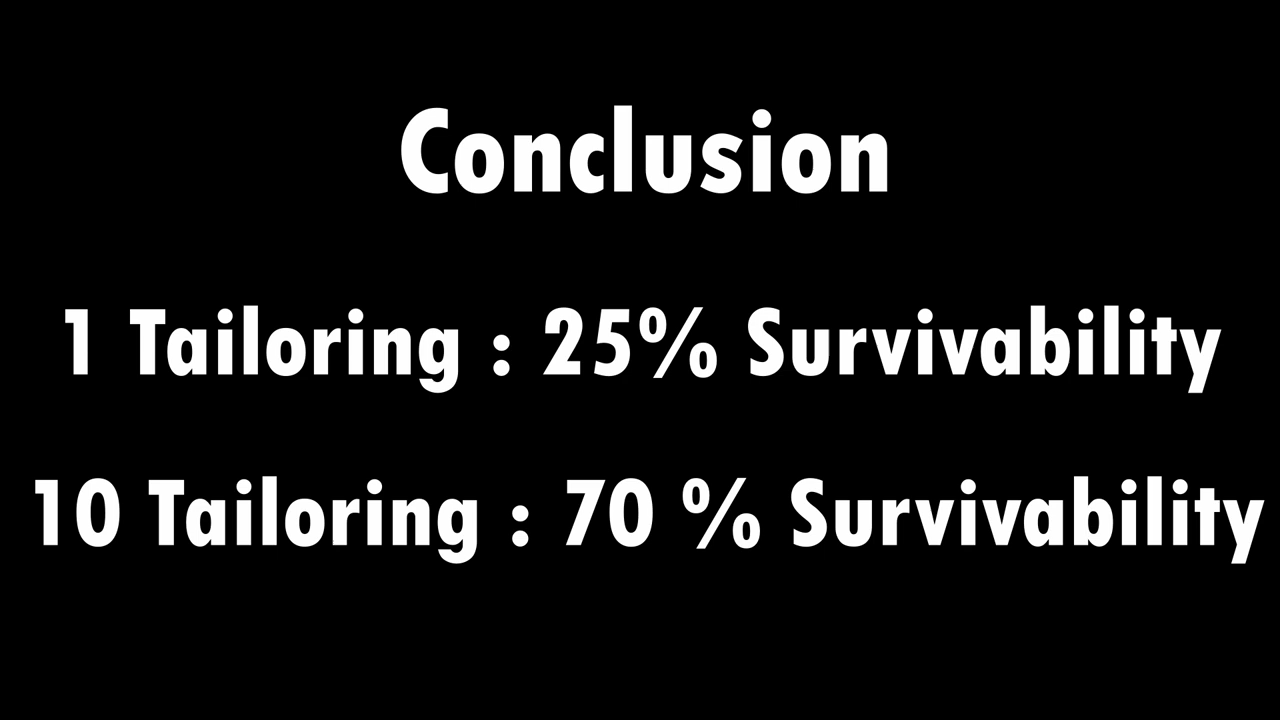 Conclusion
1 Tailoring : 25% Survivability
10 Tailoring : 70 % Survivability